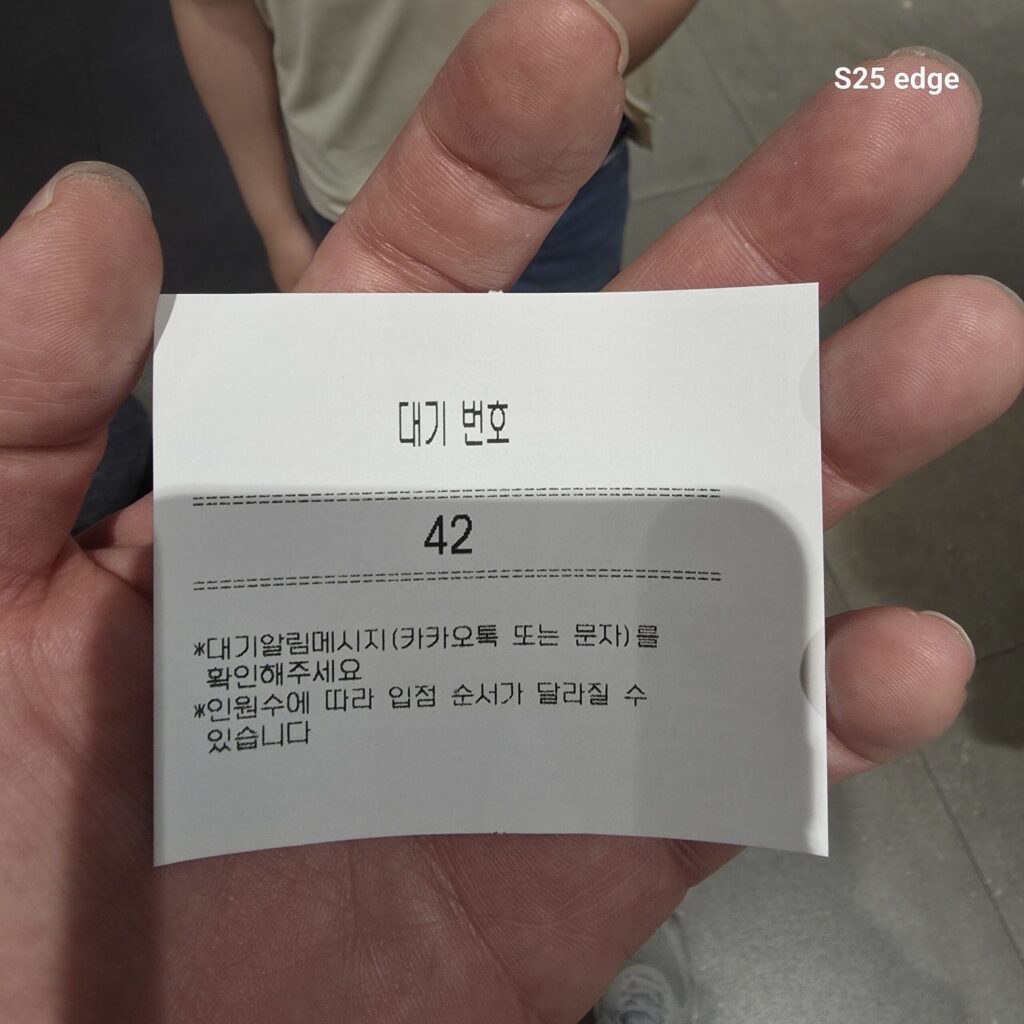 S25 edge
대기 번호
42
*대기알림메시지(카카오톡 또는 문자)를
확인해주세요
*인원수에 따라 입점 순서가 달라질 수
있습니다